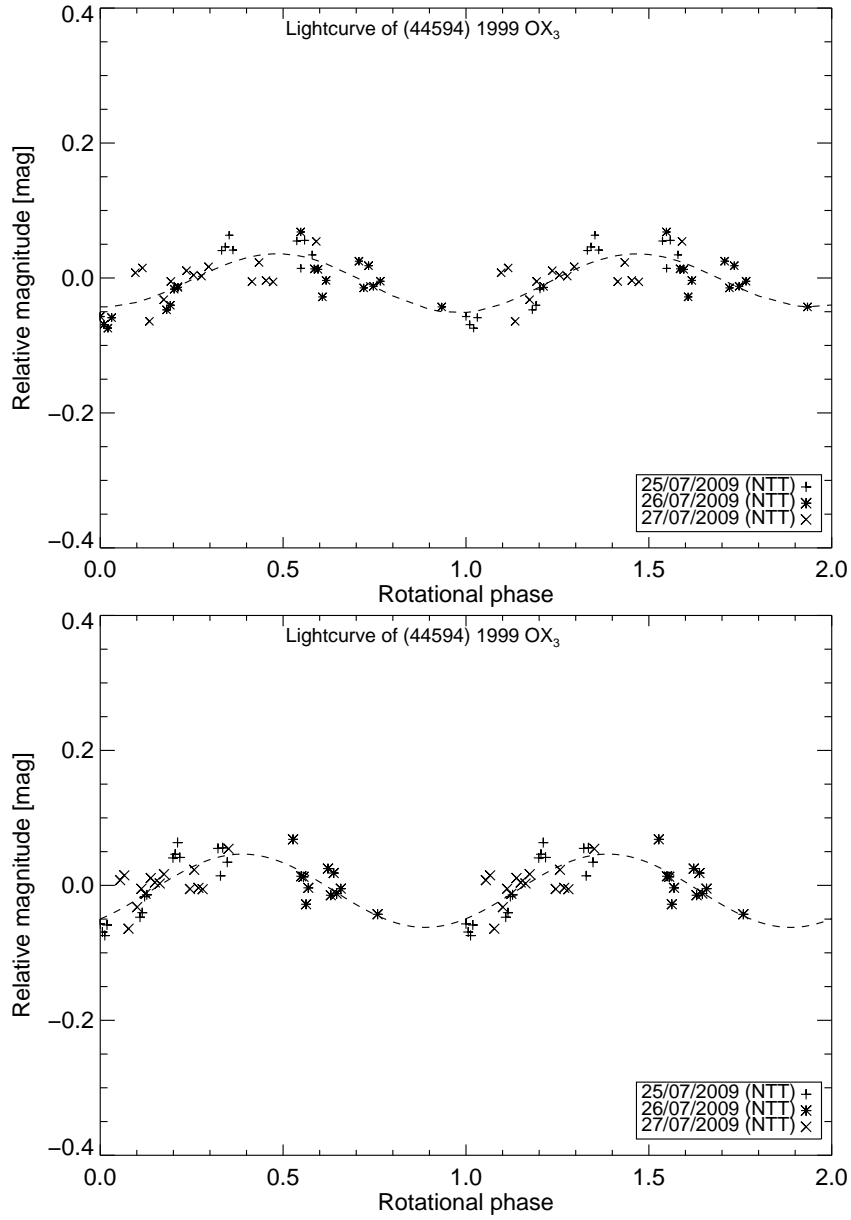 Lightcurve of (44594) 1999 OX₃
0.4
0.2
0.0
−0.2
−0.4
Relative magnitude [mag]
25/07/2009 (NTT)
26/07/2009 (NTT)
27/07/2009 (NTT)
0.0 0.5 1.0 1.5 2.0
Rotational phase
Lightcurve of (44594) 1999 OX₃
0.4
0.2
0.0
−0.2
−0.4
Relative magnitude [mag]
25/07/2009 (NTT)
26/07/2009 (NTT)
27/07/2009 (NTT)
0.0 0.5 1.0 1.5 2.0
Rotational phase